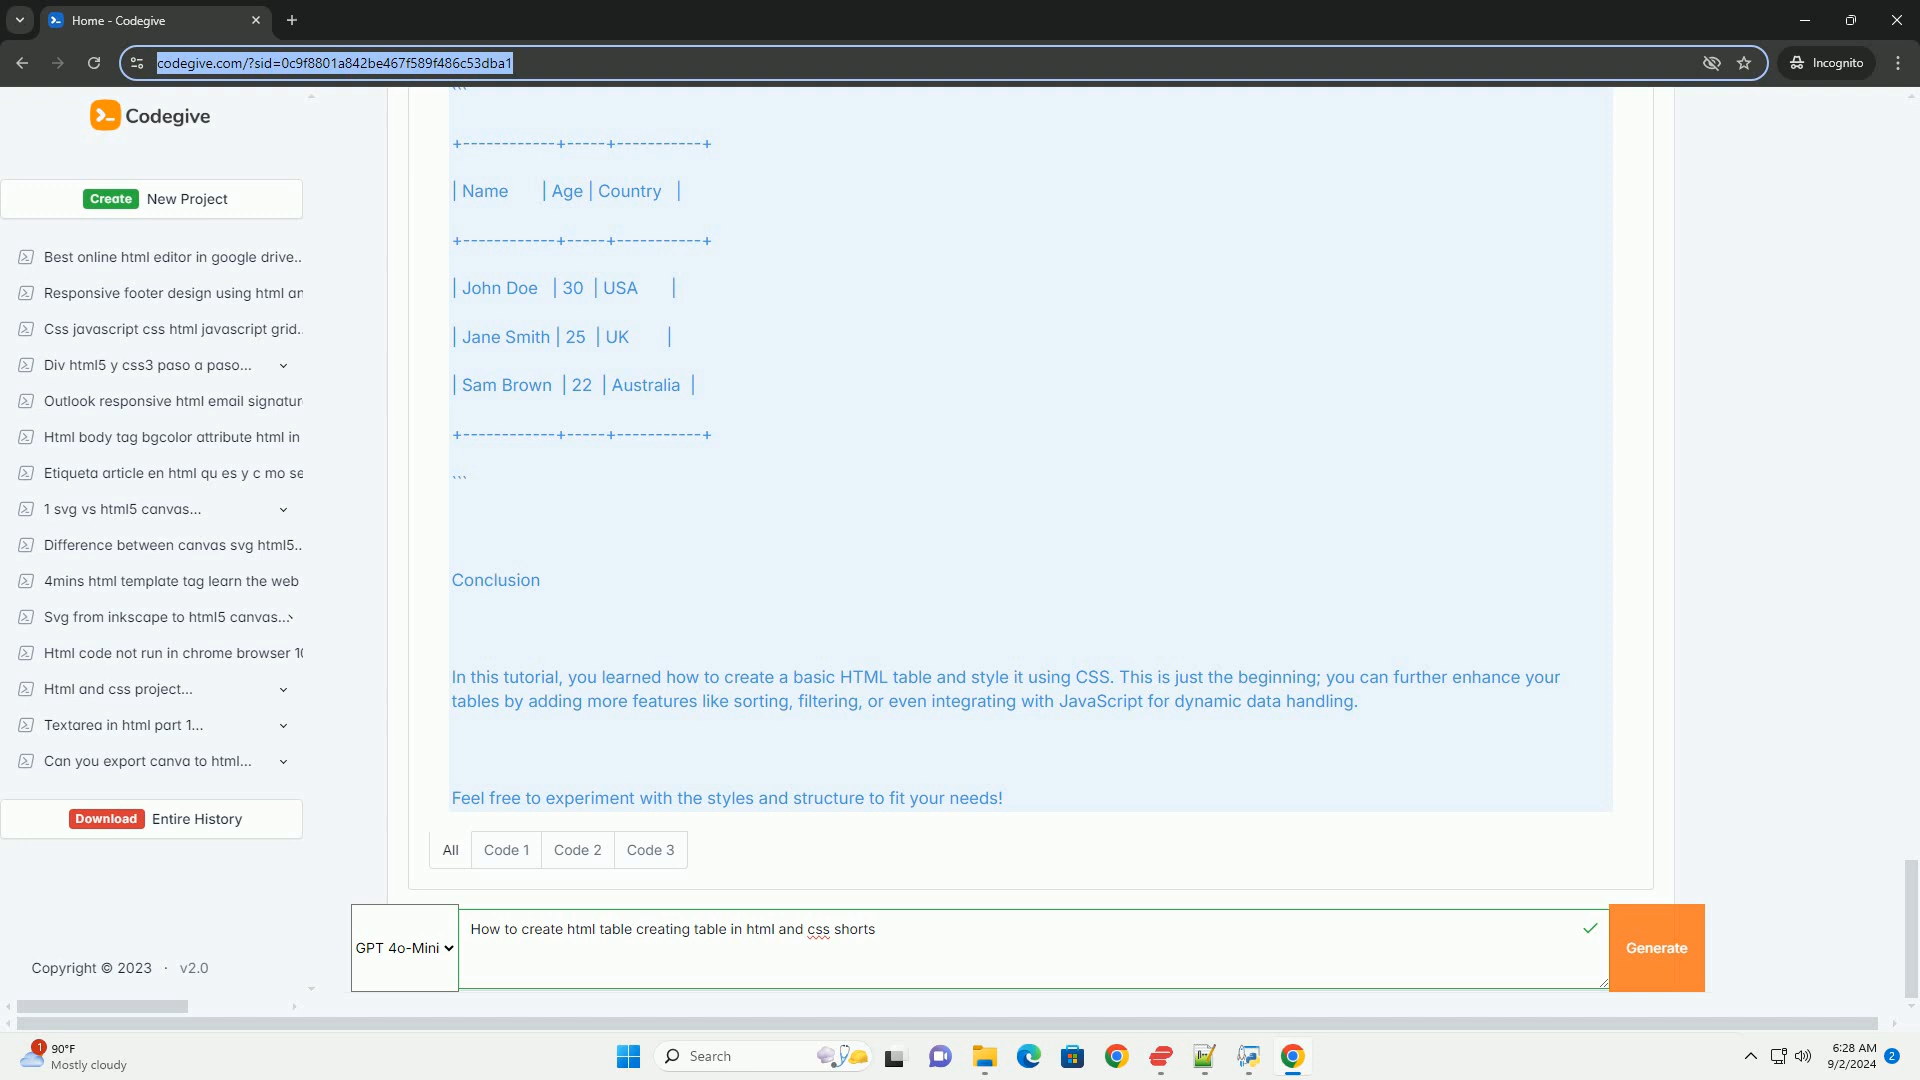 Home - Codegive
codegive.com/?sid=0c9f8801a842be467f589f486c53dba1
Incognito
Codegive
Create New Project
Best online html editor in google drive..
Responsive footer design using html an
Css javascript css html javascript grid.
Div html5 y css3 paso a paso...
Outlook responsive html email signatur
Html body tag bgcolor attribute html in
Etiqueta article en html qu es y c mo se
1 svg vs html5 canvas...
Difference between canvas svg html5..
4mins html template tag learn the web
Svg from inkscape to html5 canvas...
Html code not run in chrome browser 10
Html and css project...
Textarea in html part 1...
Can you export canva to html...
Download Entire History
Copyright © 2023 · v2.0
```
+------------+-----+-----------+
| Name | Age | Country |
+------------+-----+-----------+
| John Doe | 30 | USA |
| Jane Smith | 25 | UK |
| Sam Brown | 22 | Australia |
+------------+-----+-----------+
```
Conclusion
In this tutorial, you learned how to create a basic HTML table and style it using CSS. This is just the beginning; you can further enhance your
tables by adding more features like sorting, filtering, or even integrating with JavaScript for dynamic data handling.
Feel free to experiment with the styles and structure to fit your needs!
All Code 1 Code 2 Code 3
GPT 4o-Mini
How to create html table creating table in html and css shorts
Generate
1
90°F
Mostly cloudy
Search
6:28 AM
9/2/2024
2